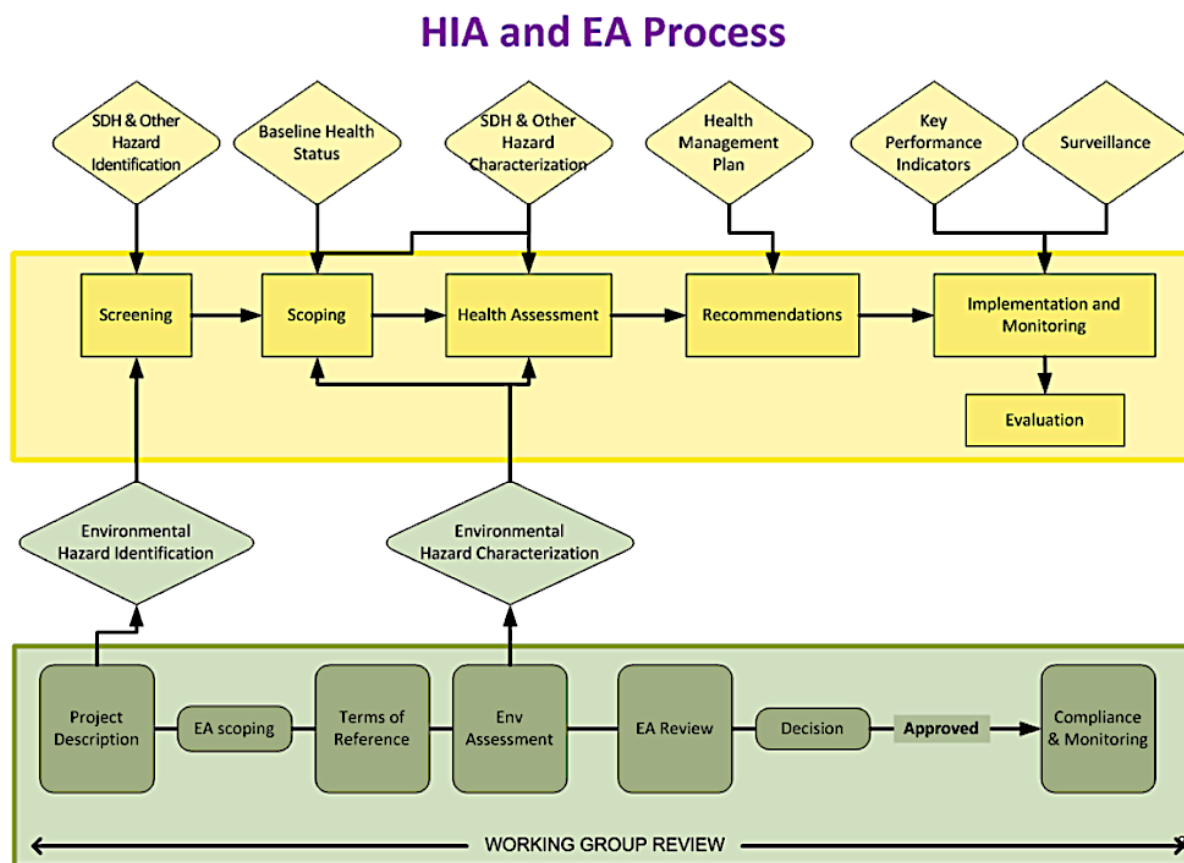 HIA and EA Process
SDH & Other
Hazard
Identification
Baseline Health
Status
SDH & Other
Hazard
Characterization
Health
Management
Plan
Key
Performance
Indicators
Surveillance
Screening
Scoping
Health Assessment
Recommendations
Implementation and
Monitoring
Evaluation
Environmental
Hazard Identification
Environmental
Hazard Characterization
Project
Description
EA scoping
Terms of
Reference
Env
Assessment
EA Review
Decision
Approved
Compliance
& Monitoring
WORKING GROUP REVIEW